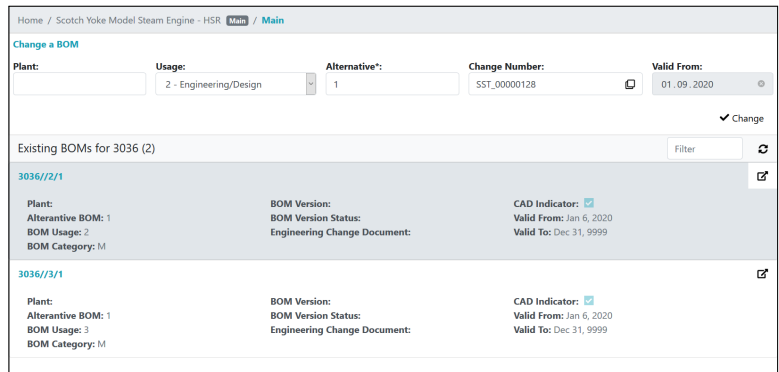 Home / Scotch Yoke Model Steam Engine - HSR Main / Main
Change a BOM
Plant: Usage: Alternative*: Change Number: Valid From:
2 - Engineering/Design 1 SST_00000128 01.09.2020
Change
Existing BOMs for 3036 (2) Filter
3036//2/1
Plant: BOM Version: CAD Indicator:
Alterantive BOM: 1 BOM Version Status: Valid From: Jan 6, 2020
BOM Usage: 2 Engineering Change Document: Valid To: Dec 31, 9999
BOM Category: M
3036//3/1
Plant: BOM Version: CAD Indicator:
Alterantive BOM: 1 BOM Version Status: Valid From: Jan 6, 2020
BOM Usage: 3 Engineering Change Document: Valid To: Dec 31, 9999
BOM Category: M